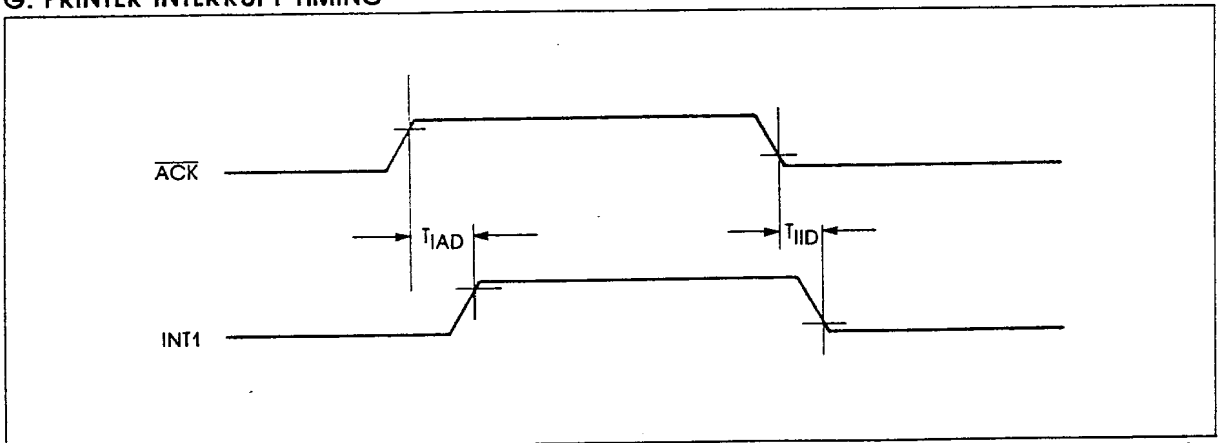 G. PRINTER INTERRUPT TIMING
ACK
TIAD
TIID
INT1